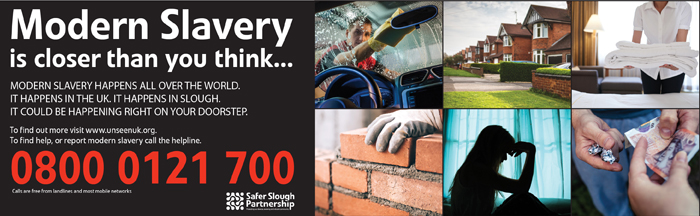 Modern Slavery
is closer than you think...
MODERN SLAVERY HAPPENS ALL OVER THE WORLD.
IT HAPPENS IN THE UK. IT HAPPENS IN SLOUGH.
IT COULD BE HAPPENING RIGHT ON YOUR DOORSTEP.
To find out more visit www.unseenuk.org.
To find help, or report modern slavery call the helpline.
0800 0121 700
Calls are free from landlines and most mobile networks
Safer Slough
Partnership